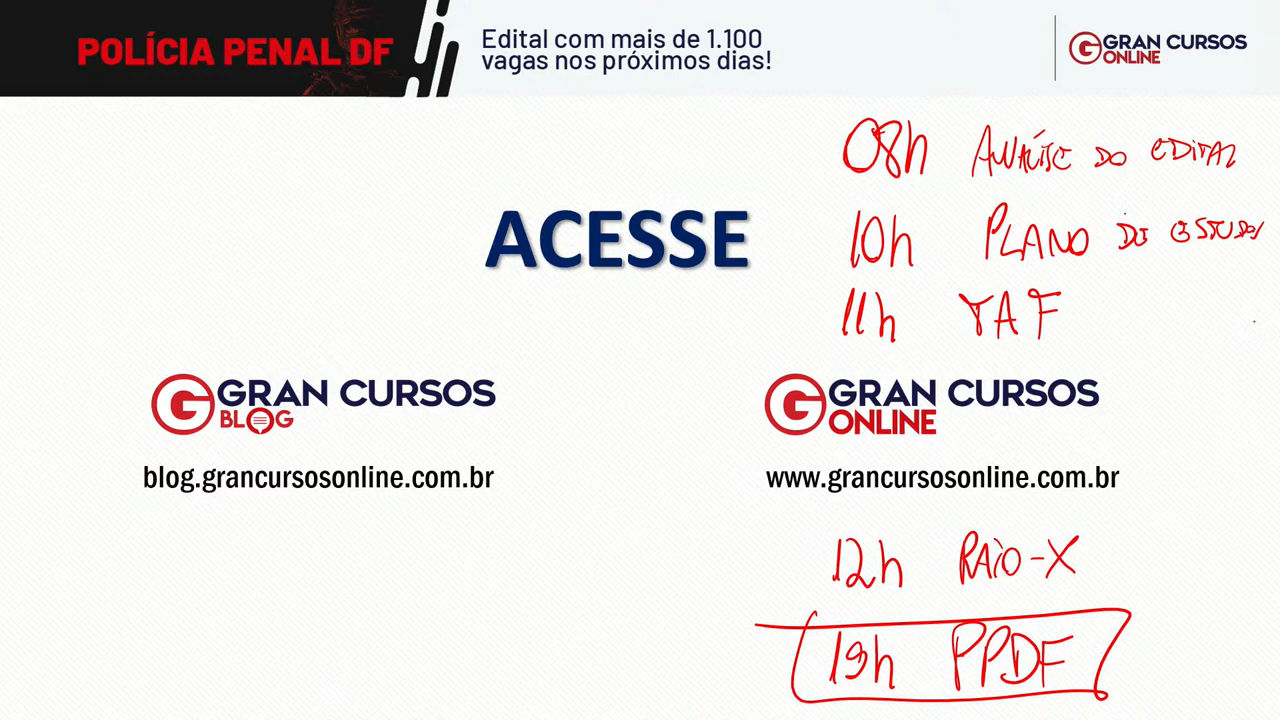 POLÍCIA PENAL DF
Edital com mais de 1.100
vagas nos próximos dias!
GRAN CURSOS
ONLINE
08h ANÁLISE DO EDITAL
ACESSE
10h PLANO DE ESTUDOS
11h TAF
GRAN CURSOS
BLOG
blog.grancursosonline.com.br
GRAN CURSOS
ONLINE
www.grancursosonline.com.br
12h RAIO-X
19h PPDF